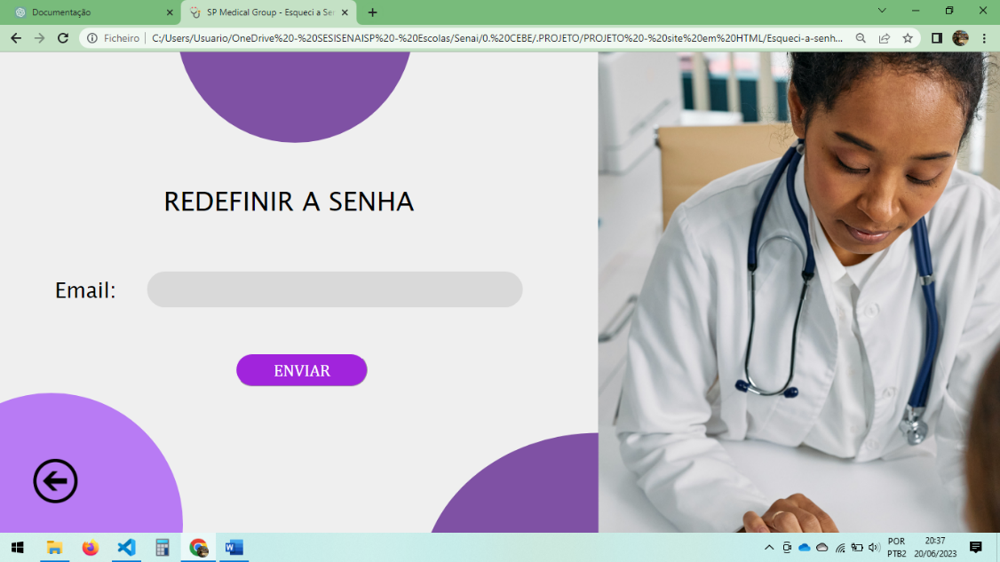 Documentação
SP Medical Group - Esqueci a Se
Ficheiro
C:/Users/Usuario/OneDrive%20-%20SESISENAISP%20-%20Escolas/Senai/0.%20CEBE/.PROJETO/PROJETO%20-%20site%20em%20HTML/Esqueci-a-senh...
REDEFINIR A SENHA
Email:
ENVIAR
POR
PTB2
20:37
20/06/2023